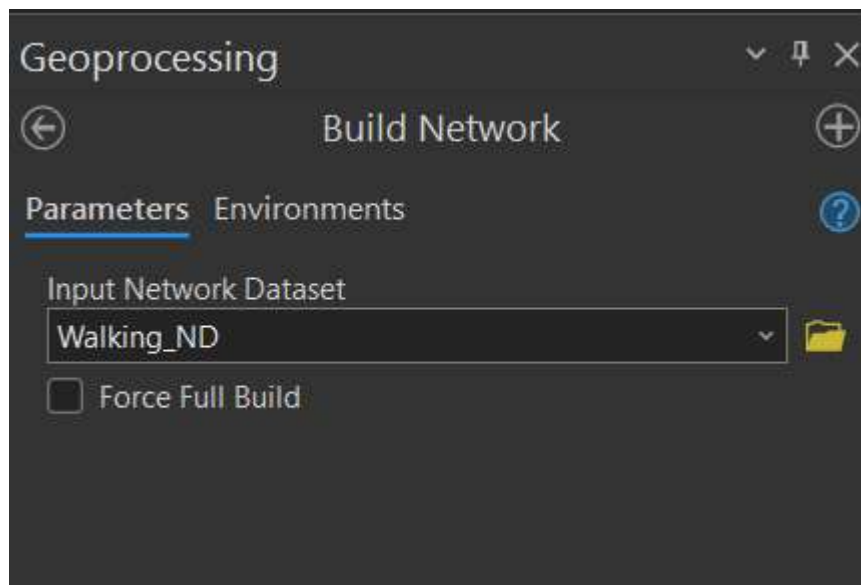 Geoprocessing
Build Network
Parameters Environments
Input Network Dataset
Walking_ND
Force Full Build